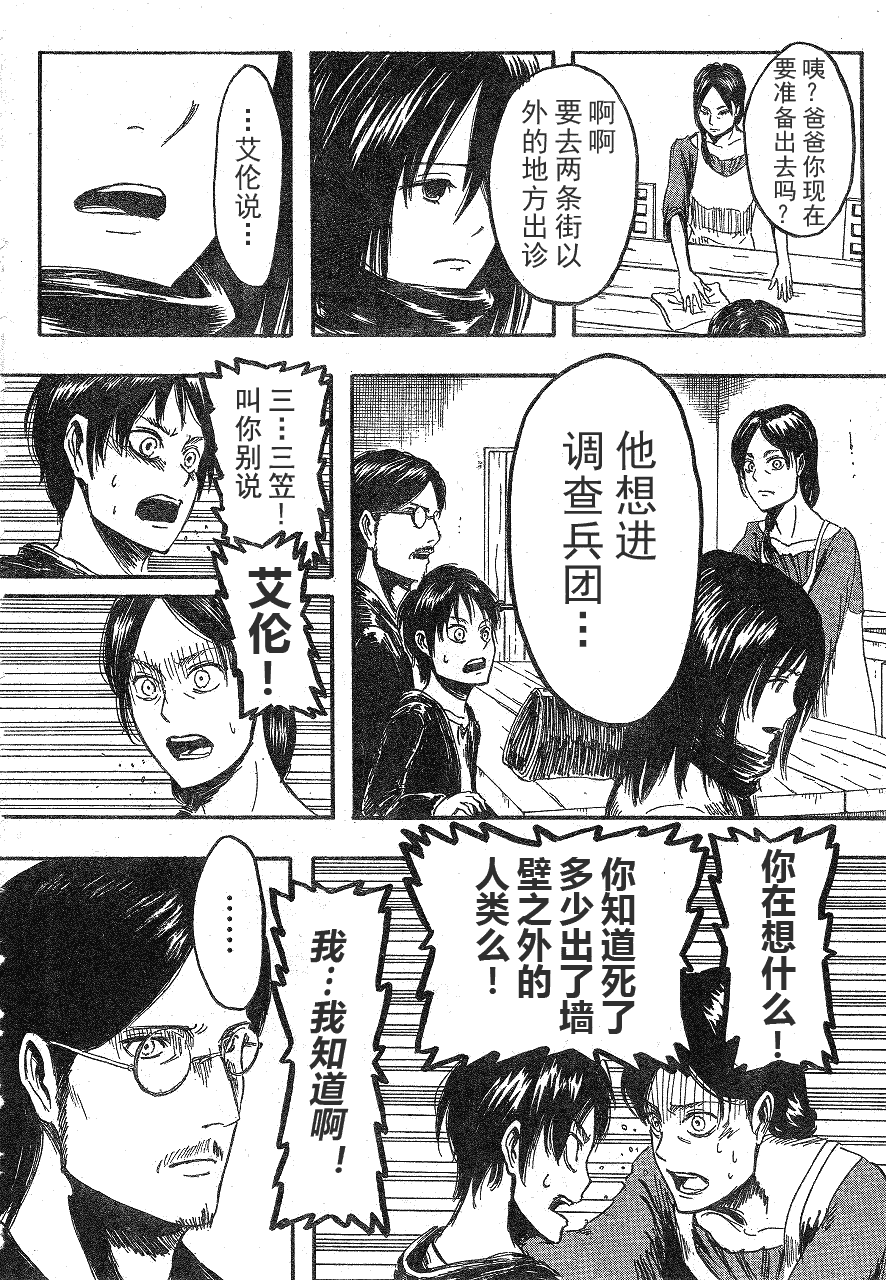 咦？爸爸你现在
要准备出去吗？
啊啊
要去两条街以
外的地方出诊
…艾伦说…
他想进
调查兵团…
三…三笠！
叫你别说
艾伦！
你在想什么！
你知道死了
多少出了墙
壁之外的
人类么！
我…我知道啊！
……